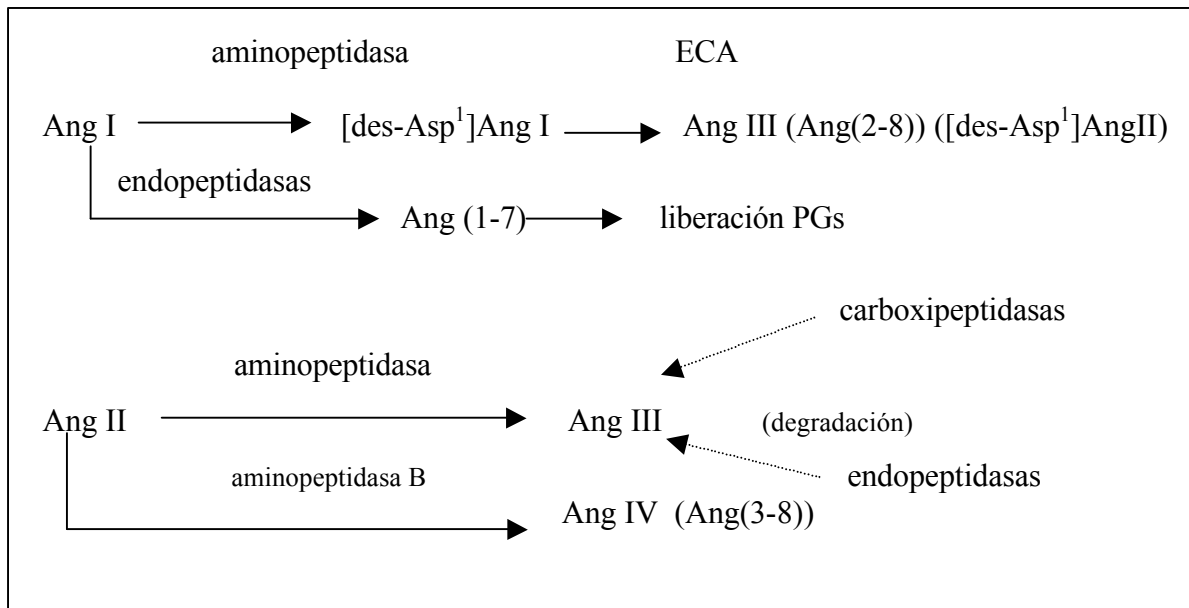 aminopeptidasa ECA
Ang I [des-Asp¹]Ang I Ang III (Ang(2-8)) ([des-Asp¹]AngII)
endopeptidasas
Ang (1-7) liberación PGs
carboxipeptidasas
aminopeptidasa
Ang II Ang III (degradación)
aminopeptidasa B endopeptidasas
Ang IV (Ang(3-8))